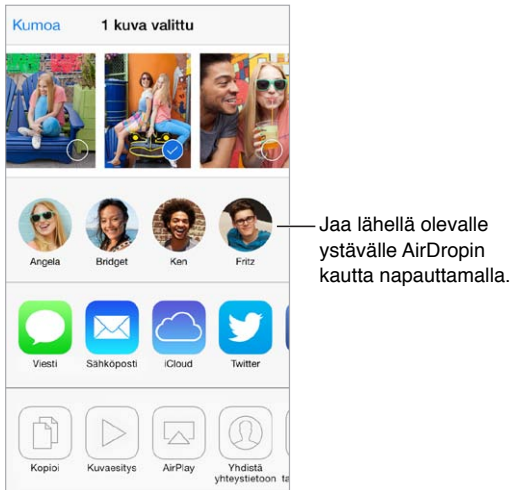 Kumoa 1 kuva valittu
Angela Bridget Ken Fritz
Jaa lähellä olevalle
ystävälle AirDropin
kautta napauttamalla.
Viesti Sähköposti iCloud Twitter
Kopioi Kuvaesitys AirPlay Yhdistä
yhteystietoon